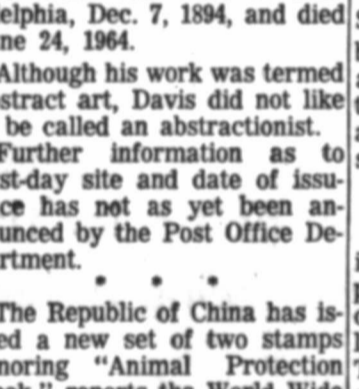 elphia, Dec. 7, 1894, and died
ne 24, 1964.
Although his work was termed
stract art, Davis did not like
be called an abstractionist.
Further information as to
st-day site and date of issu-
ce has not as yet been an-
unced by the Post Office De-
rtment.
* * *
The Republic of China has is-
ed a new set of two stamps
noring "Animal Protection